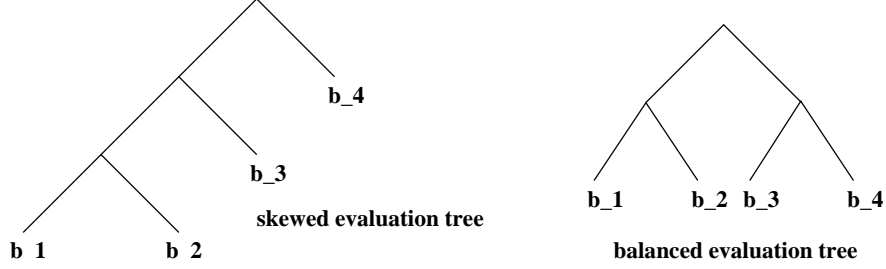 b_4
b_3
skewed evaluation tree
b 1
b 2
b_1
b_2
b_3
b_4
balanced evaluation tree